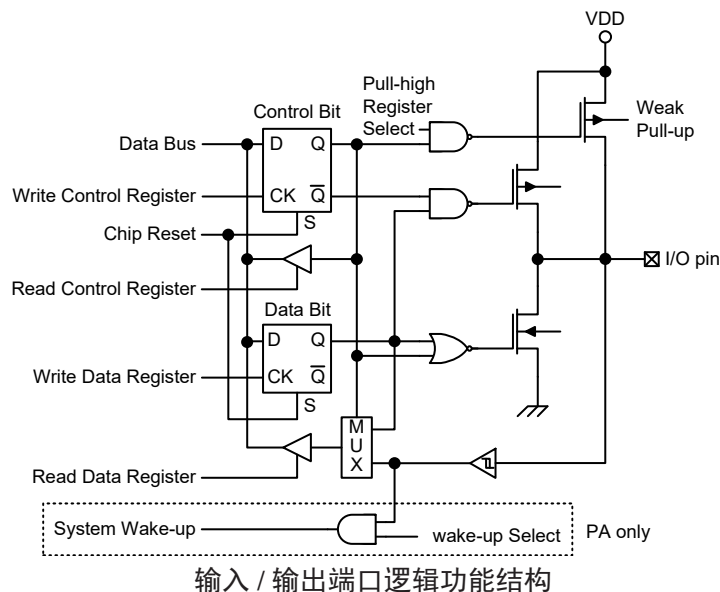 VDD
Pull-high
Register
Select
Weak
Pull-up
Control Bit
Data Bus
D
Q
Write Control Register
CK
Q
S
Chip Reset
I/O pin
Read Control Register
Data Bit
D
Q
Write Data Register
CK
Q
S
M
U
X
Read Data Register
System Wake-up
wake-up Select
PA only
输入 / 输出端口逻辑功能结构